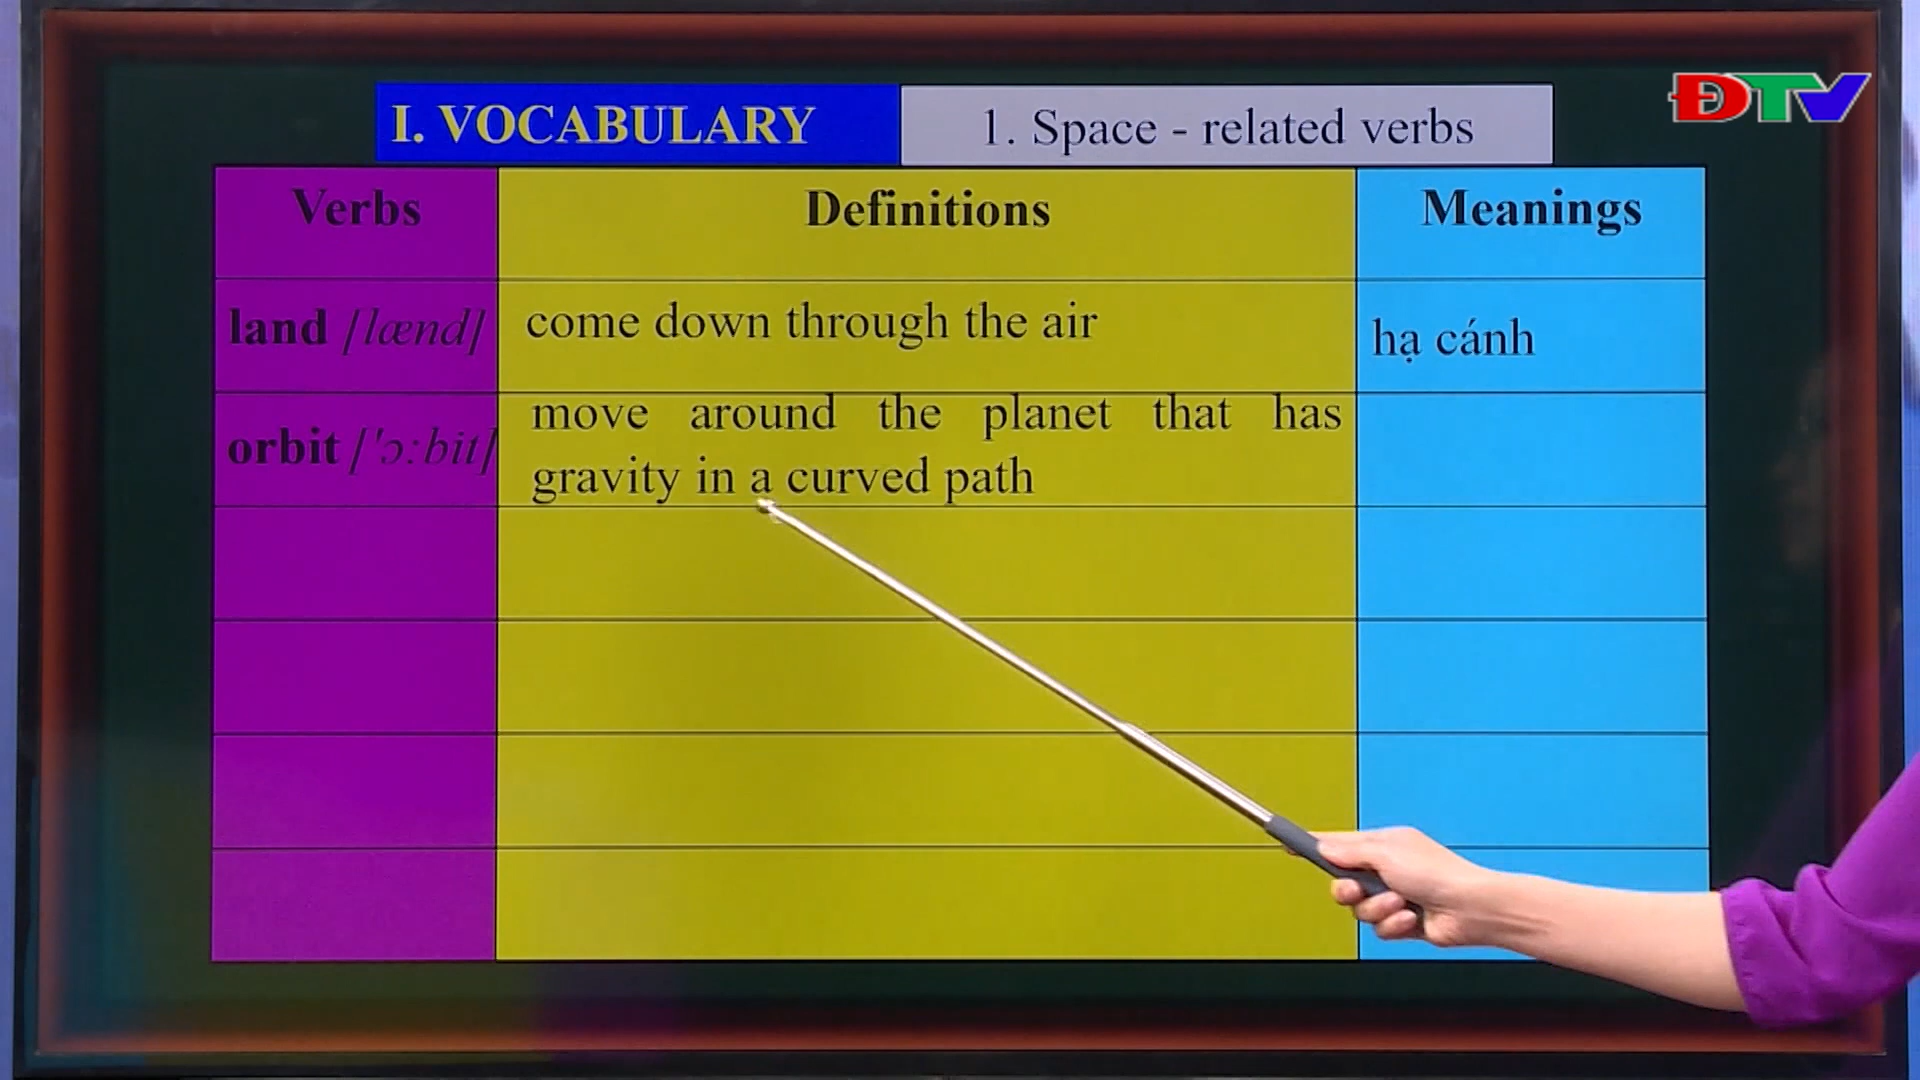 I. VOCABULARY
1. Space - related verbs
ĐTV
Verbs
Definitions
Meanings
land [lænd]
come down through the air
hạ cánh
orbit ['ɔ:bit]
move around the planet that has
gravity in a curved path